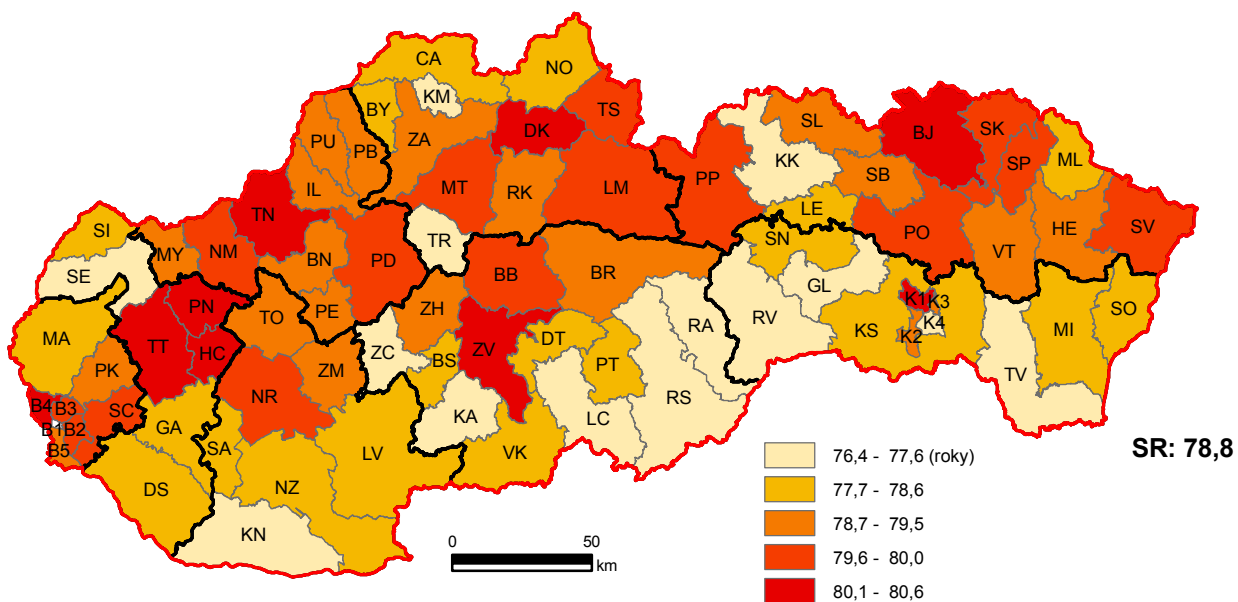 CA
NO
KM
BY
TS
PU
PB
ZA
DK
SL
BJ
SK
SP
ML
KK
IL
MT
RK
LM
PP
SB
TN
LE
SI
MY
NM
TR
PO
VT
HE
SV
SE
BN
PD
BB
BR
SN
GL
PN
TO
PE
ZH
RA
RV
K1
K3
K4
K2
KS
MI
SO
MA
TT
HC
ZC
BS
ZV
DT
PT
PK
NR
ZM
TV
B4
B3
SC
B1
B2
B5
GA
SA
LV
KA
LC
RS
VK
DS
NZ
KN
SR: 78,8
0
50
km
76,4 - 77,6 (roky)
77,7 - 78,6
78,7 - 79,5
79,6 - 80,0
80,1 - 80,6